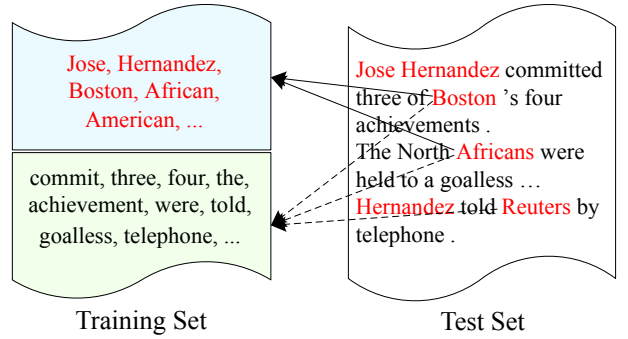 Jose, Hernandez,
Boston, African,
American, ...
commit, three, four, the,
achievement, were, told,
goalless, telephone, ...
Training Set
Jose Hernandez committed
three of Boston 's four
achievements .
The North Africans were
held to a goalless …
Hernandez told Reuters by
telephone .
Test Set